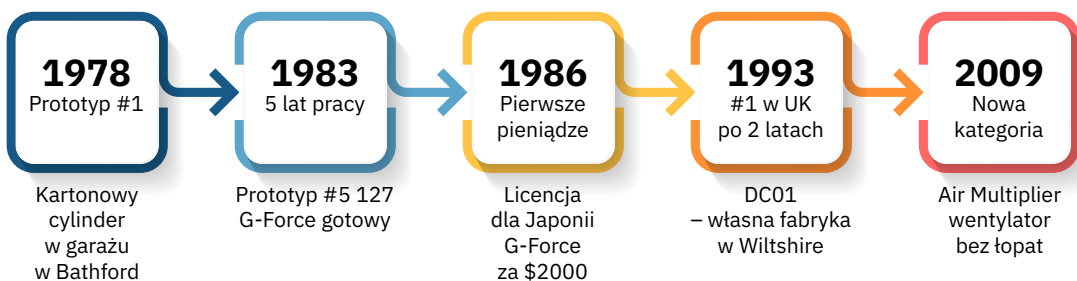 1978
Prototyp #1
Kartonowy
cylinder
w garażu
w Bathford
1983
5 lat pracy
Prototyp #5 127
G-Force gotowy
1986
Pierwsze
pieniądze
Licencja
dla Japonii
G-Force
za $2000
1993
#1 w UK
po 2 latach
DC01
– własna fabryka
w Wiltshire
2009
Nowa
kategoria
Air Multiplier
wentylator
bez łopat